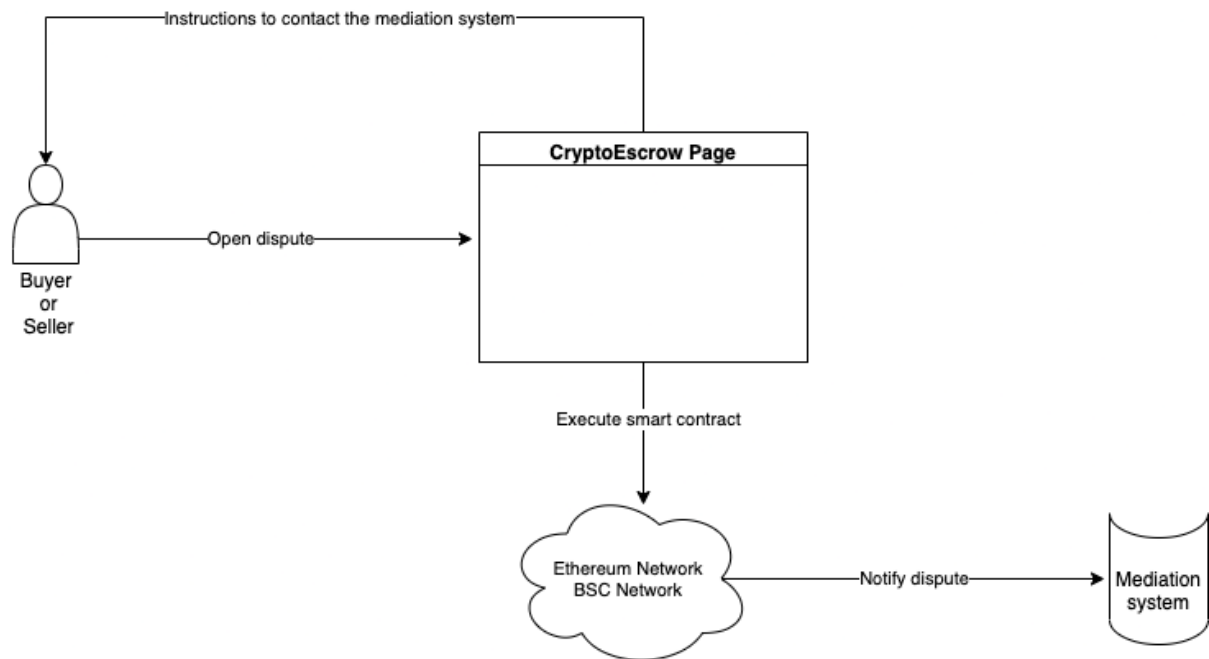 Instructions to contact the mediation system
CryptoEscrow Page
Open dispute
Buyer
or
Seller
Execute smart contract
Ethereum Network
BSC Network
Notify dispute
Mediation
system